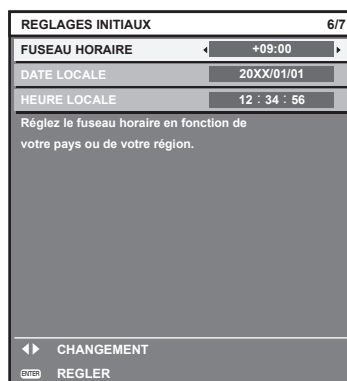 REGLAGES INITIAUX 6/7
FUSEAU HORAIRE +09:00
DATE LOCALE 20XX/01/01
HEURE LOCALE 12 : 34 : 56
Réglez le fuseau horaire en fonction de
votre pays ou de votre région.
CHANGEMENT
ENTER REGLER